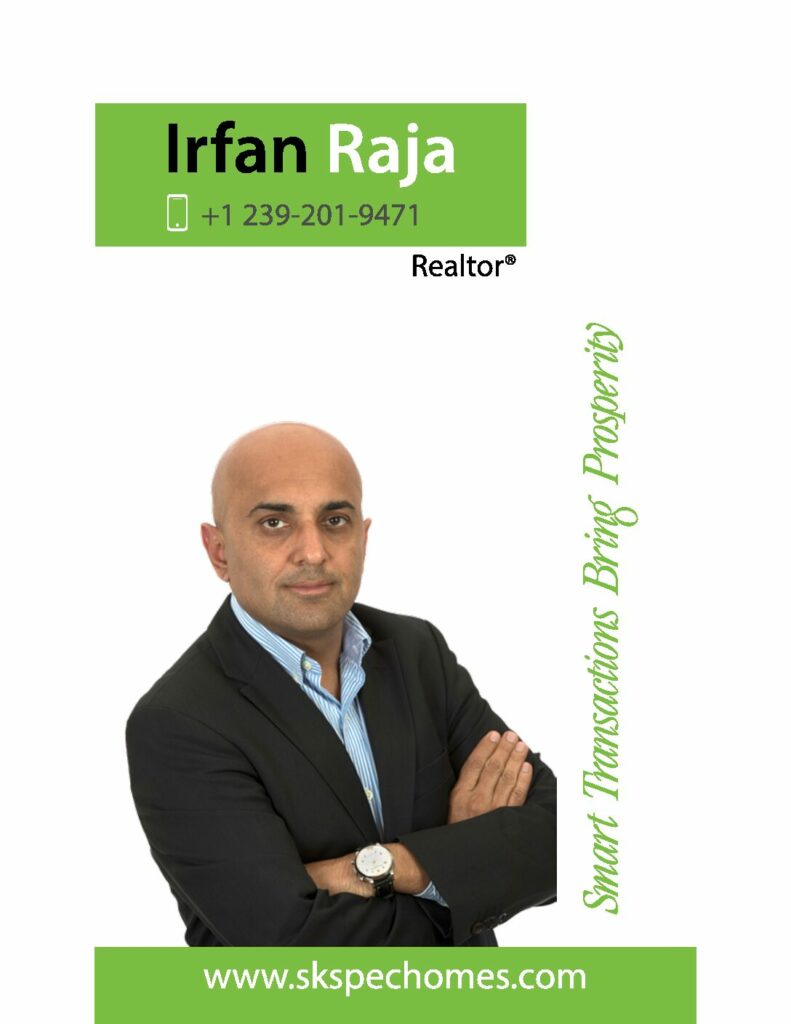 Irfan Raja
+1 239-201-9471
Realtor®
Smart Transactions Bring Prosperity
www.skspechomes.com